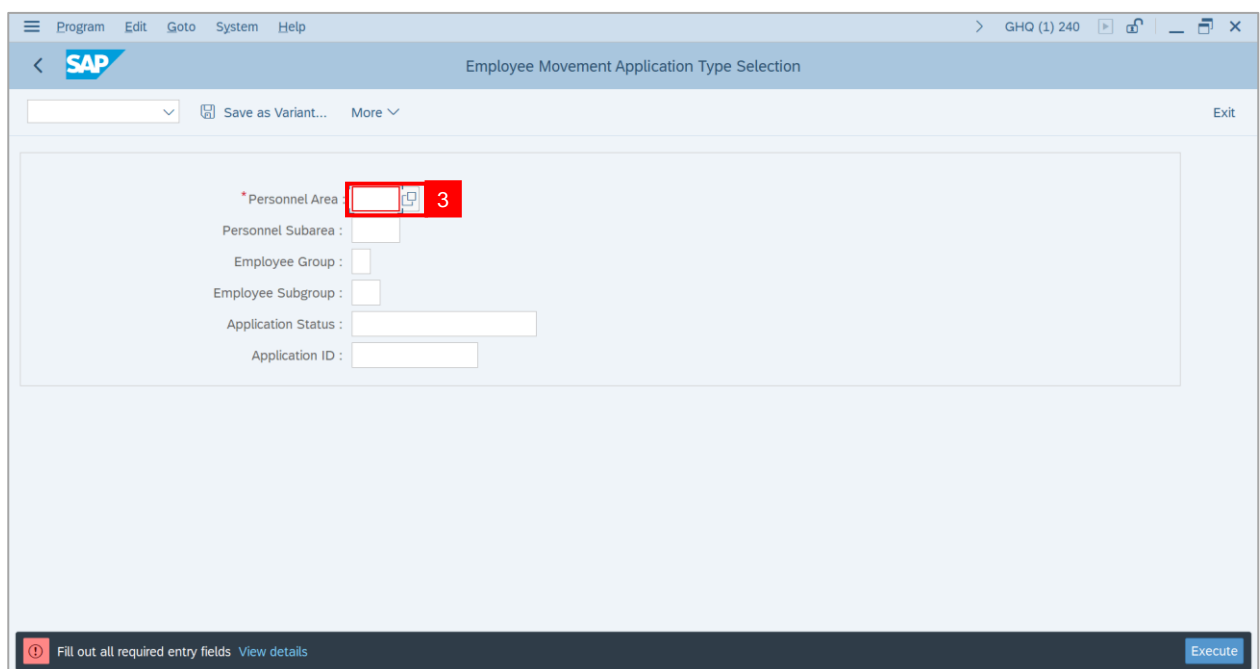 Program Edit Goto System Help GHQ (1) 240
SAP Employee Movement Application Type Selection
Save as Variant... More Exit
*Personnel Area : 3
Personnel Subarea :
Employee Group :
Employee Subgroup :
Application Status :
Application ID :
Fill out all required entry fields View details Execute